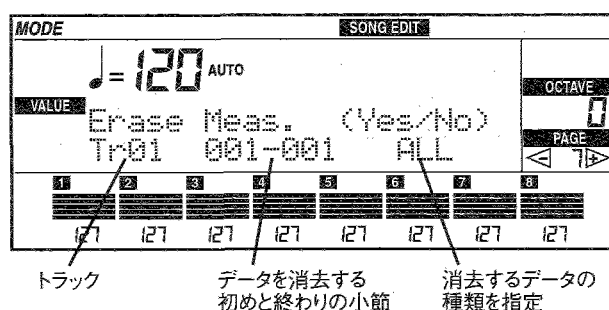 MODE SONG EDIT
♩=120 AUTO
OCTAVE
0
VALUE
Erase Meas. (Yes/No)
Tr01 001-001 ALL
PAGE
- 7 +
1 2 3 4 5 6 7 8
127 127 127 127 127 127 127 127
トラック
データを消去する
初めと終わりの小節
消去するデータの
種類を指定